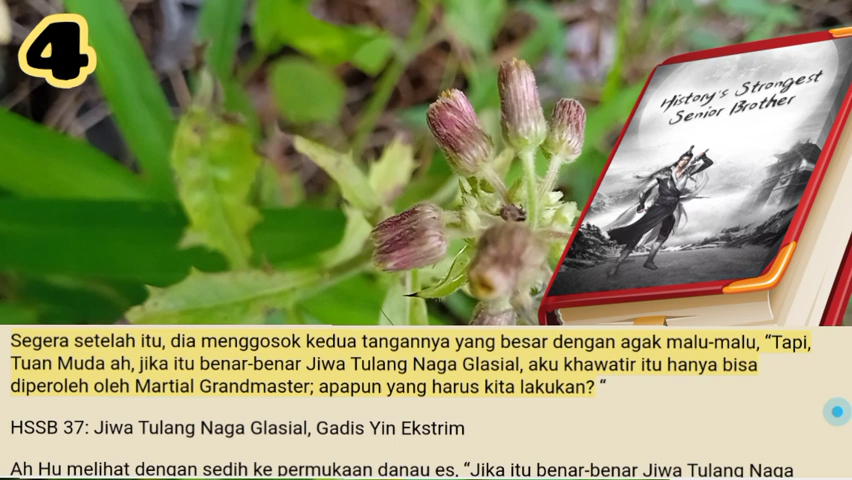 4
History's Strongest
Senior Brother
Segera setelah itu, dia menggosok kedua tangannya yang besar dengan agak malu-malu, “Tapi,
Tuan Muda ah, jika itu benar-benar Jiwa Tulang Naga Glasial, aku khawatir itu hanya bisa
diperoleh oleh Martial Grandmaster; apapun yang harus kita lakukan? “
HSSB 37: Jiwa Tulang Naga Glasial, Gadis Yin Ekstrim
Ah Hu melihat dengan sedih ke permukaan danau es. “Jika itu benar-benar Jiwa Tulang Naga